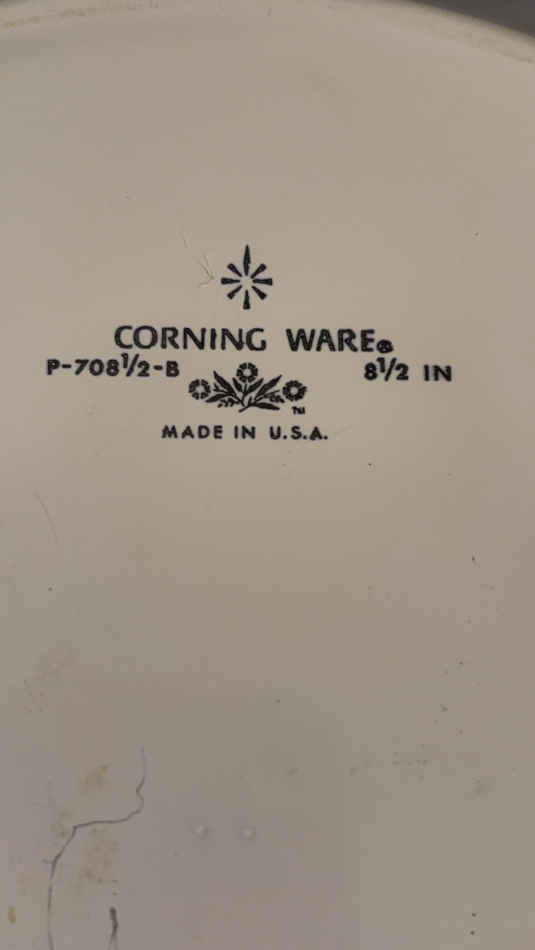 CORNING WARE®
P-708½-B 8½ IN
TM
MADE IN U.S.A.